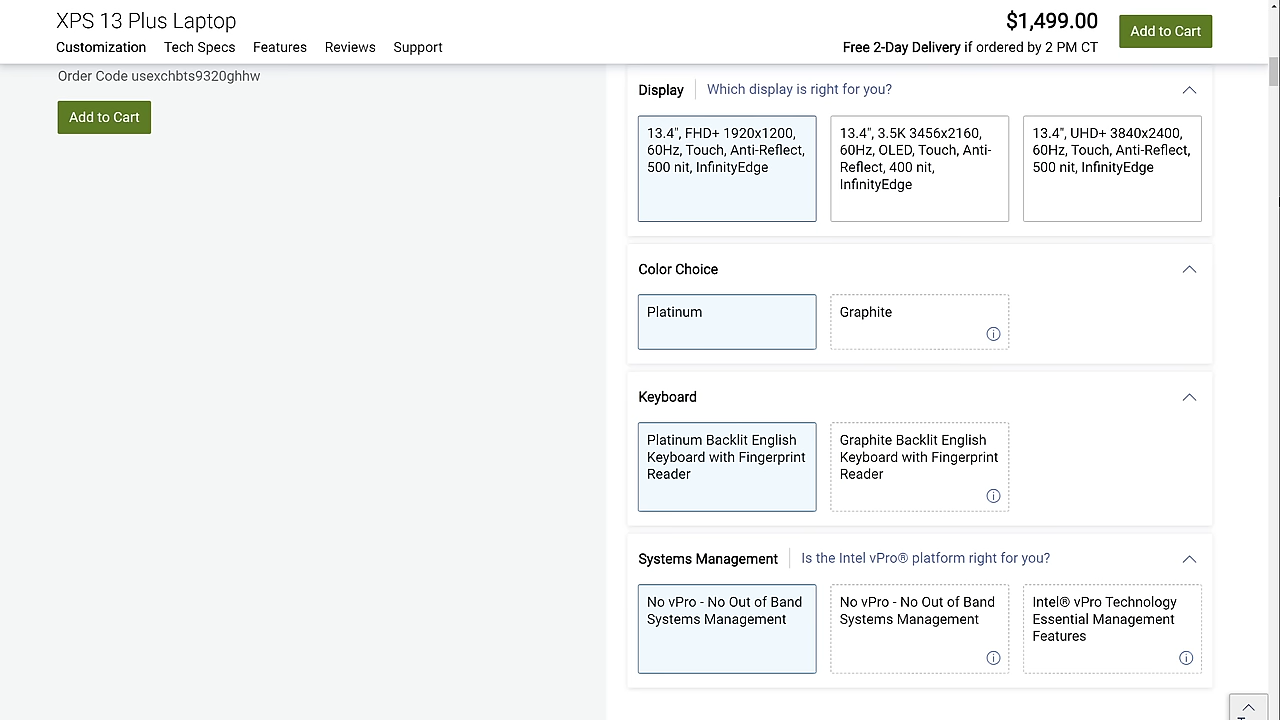 XPS 13 Plus Laptop
$1,499.00
Add to Cart
Customization Tech Specs Features Reviews Support
Free 2-Day Delivery if ordered by 2 PM CT
Order Code usexchbts9320ghhw
Add to Cart
Display
Which display is right for you?
13.4", FHD+ 1920x1200,
60Hz, Touch, Anti-Reflect,
500 nit, InfinityEdge
13.4", 3.5K 3456x2160,
60Hz, OLED, Touch, Anti-
Reflect, 400 nit,
InfinityEdge
13.4", UHD+ 3840x2400,
60Hz, Touch, Anti-Reflect,
500 nit, InfinityEdge
Color Choice
Platinum
Graphite
Keyboard
Platinum Backlit English
Keyboard with Fingerprint
Reader
Graphite Backlit English
Keyboard with Fingerprint
Reader
Systems Management
Is the Intel vPro® platform right for you?
No vPro - No Out of Band
Systems Management
No vPro - No Out of Band
Systems Management
Intel® vPro Technology
Essential Management
Features